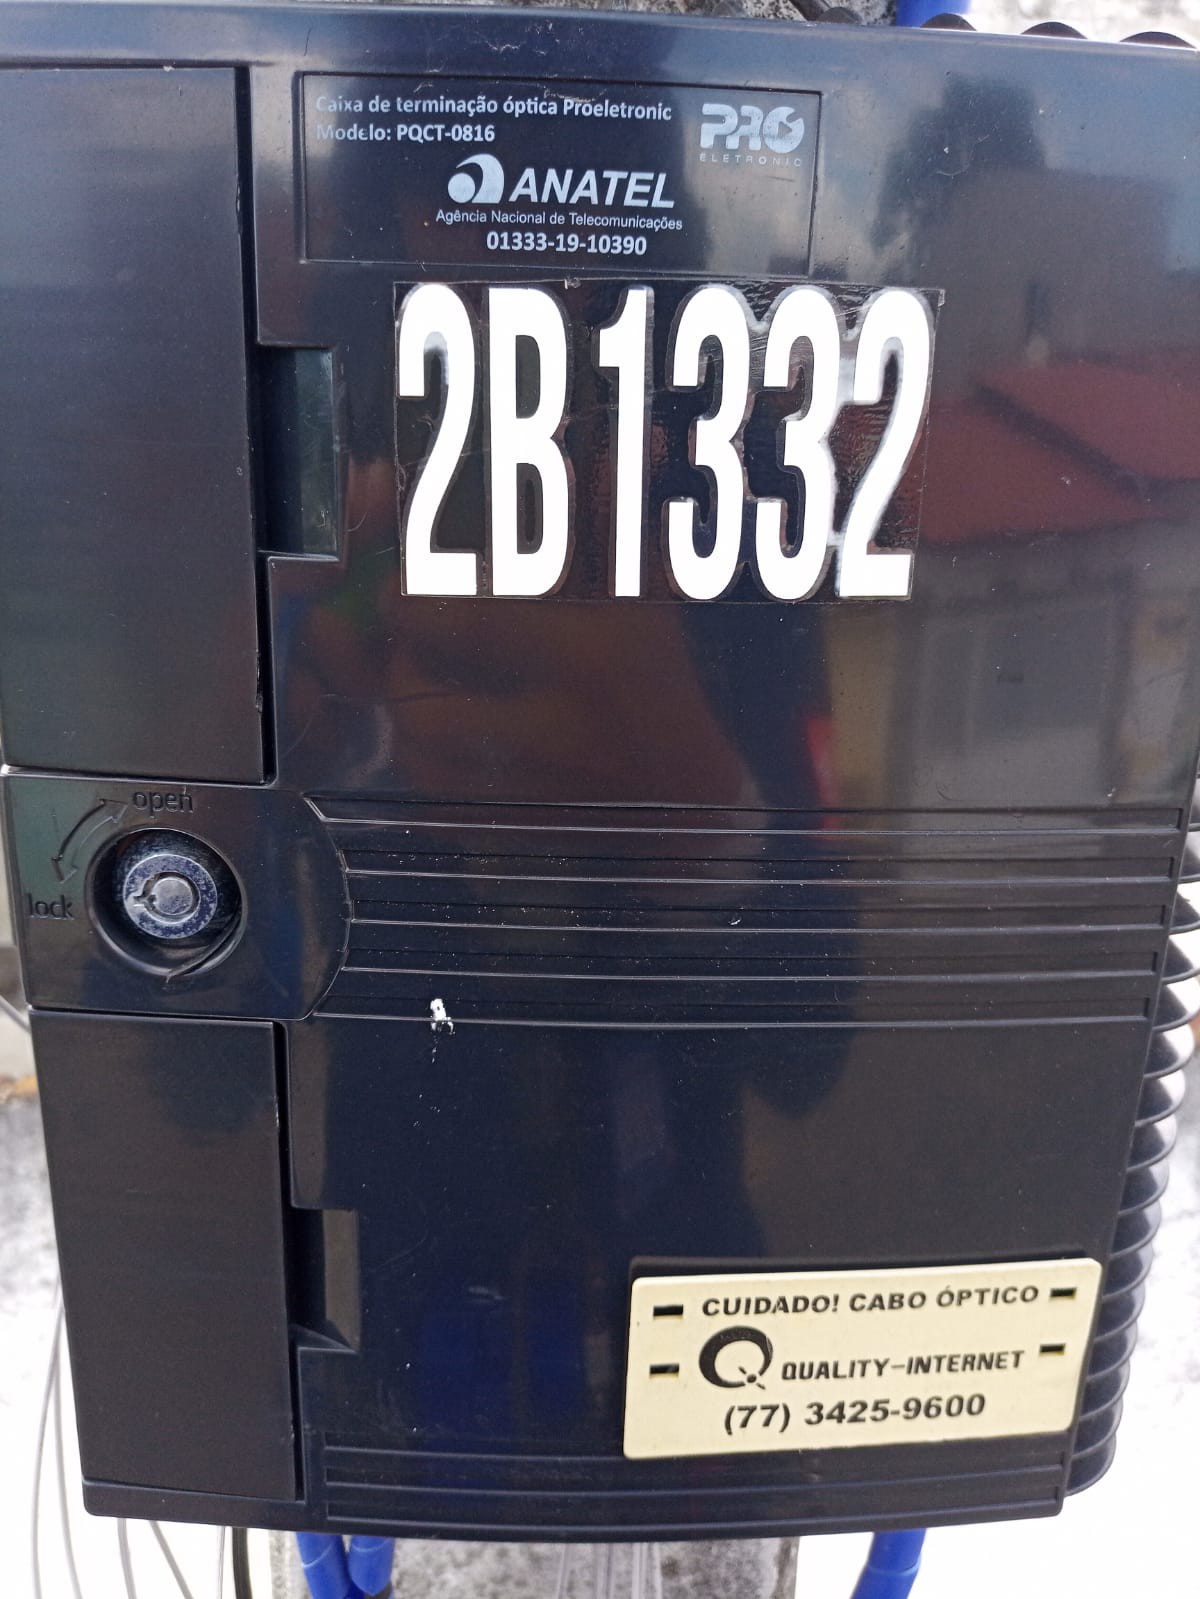 Caixa de terminação óptica Proeletronic
Modelo: PQCT-0816
PRO
ELETRONIC
ANATEL
Agência Nacional de Telecomunicações
01333-19-10390
2B1332
open
lock
CUIDADO! CABO ÓPTICO
QUALITY-INTERNET
(77) 3425-9600